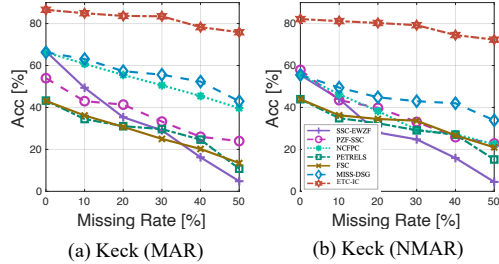 Acc [%]
80
60
40
20
0
0 10 20 30 40 50
Missing Rate [%]
(a) Keck (MAR)
Acc [%]
80
60
40
20
0
SSC-EWZF
PZF-SSC
NCFPC
PETRELS
FSC
MISS-DSG
ETC-IC
0 10 20 30 40 50
Missing Rate [%]
(b) Keck (NMAR)